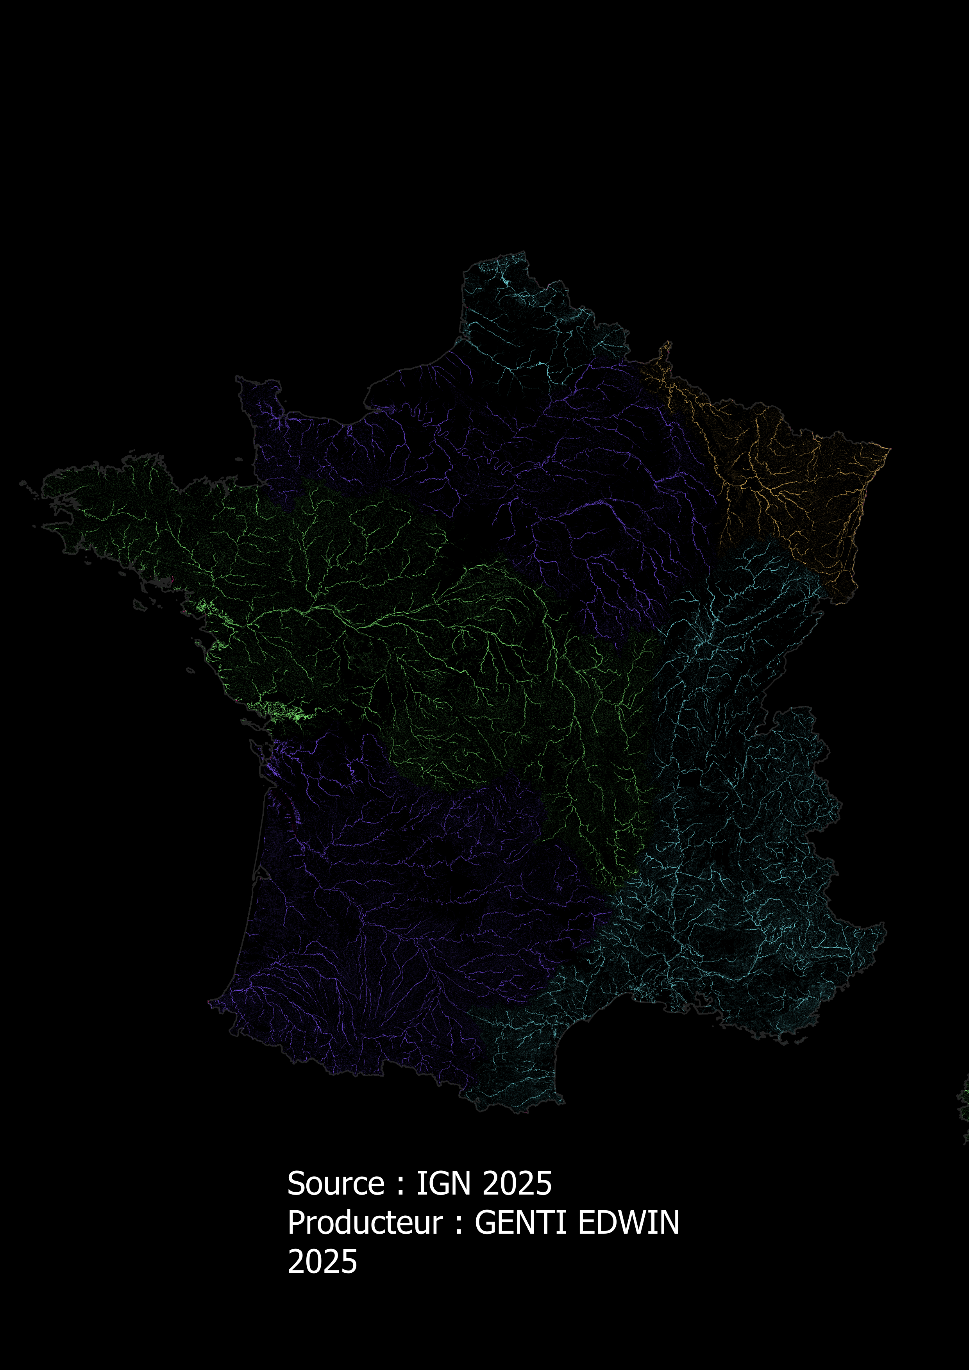 Source : IGN 2025
Producteur : GENTI EDWIN
2025